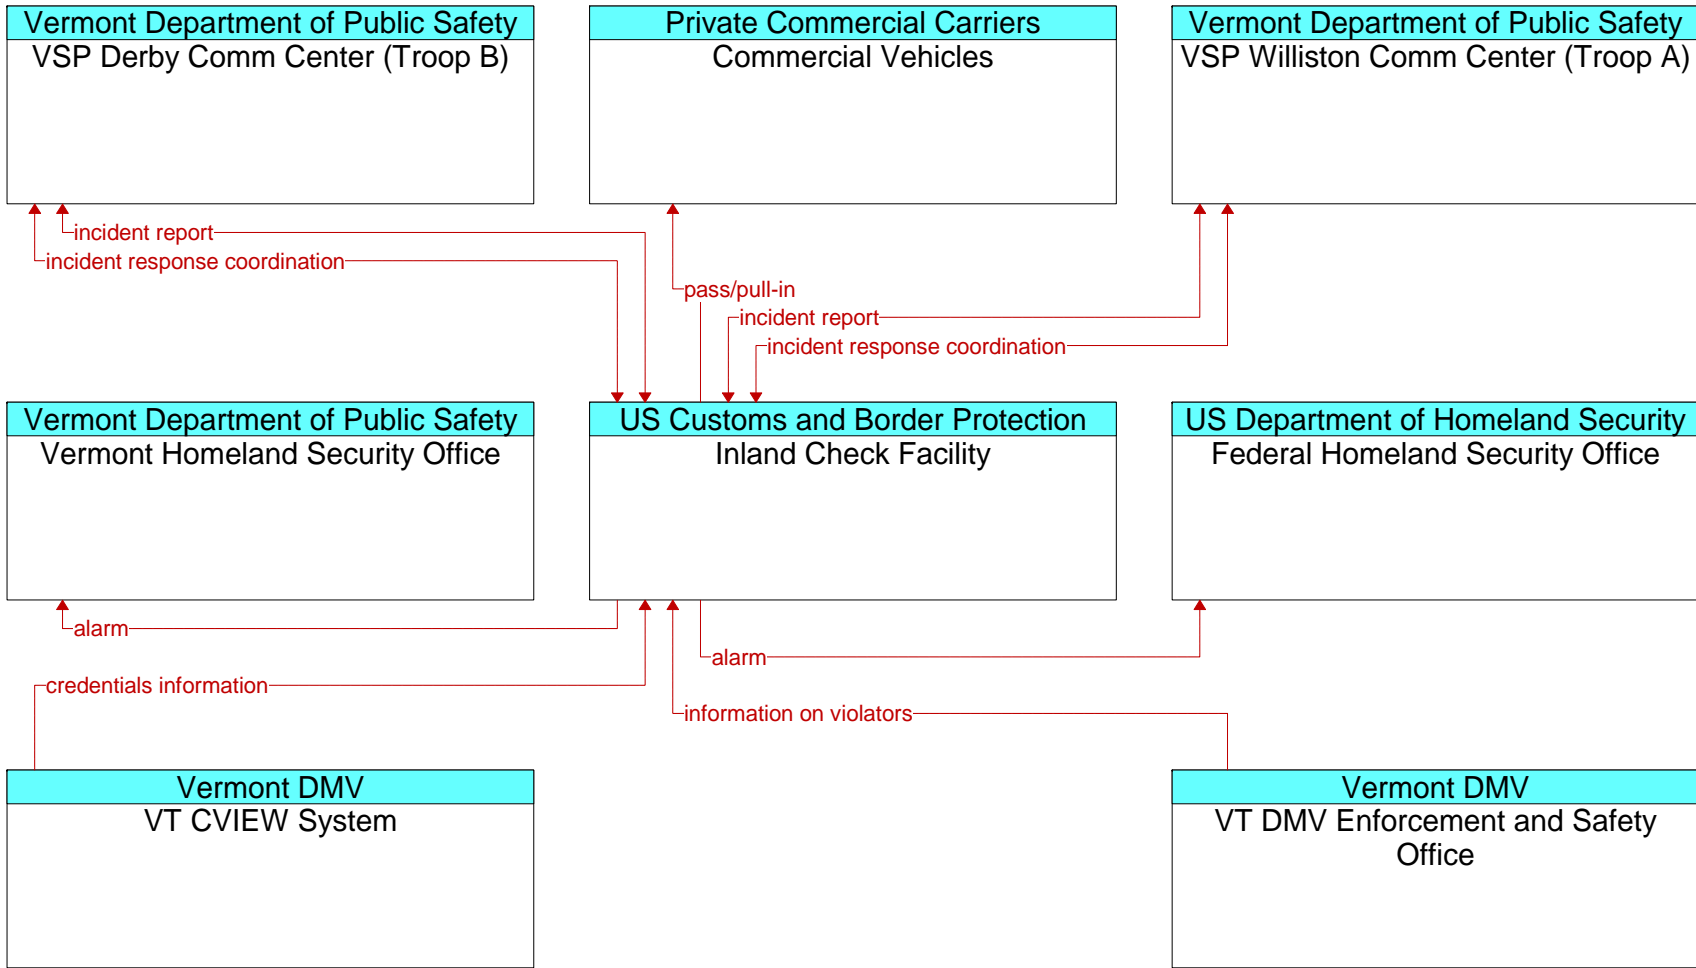 Vermont Department of Public Safety
VSP Derby Comm Center (Troop B)
Private Commercial Carriers
Commercial Vehicles
Vermont Department of Public Safety
VSP Williston Comm Center (Troop A)
incident report
incident response coordination
pass/pull-in
incident report
incident response coordination
Vermont Department of Public Safety
Vermont Homeland Security Office
US Customs and Border Protection
Inland Check Facility
US Department of Homeland Security
Federal Homeland Security Office
alarm
alarm
credentials information
information on violators
Vermont DMV
VT CVIEW System
Vermont DMV
VT DMV Enforcement and Safety
Office